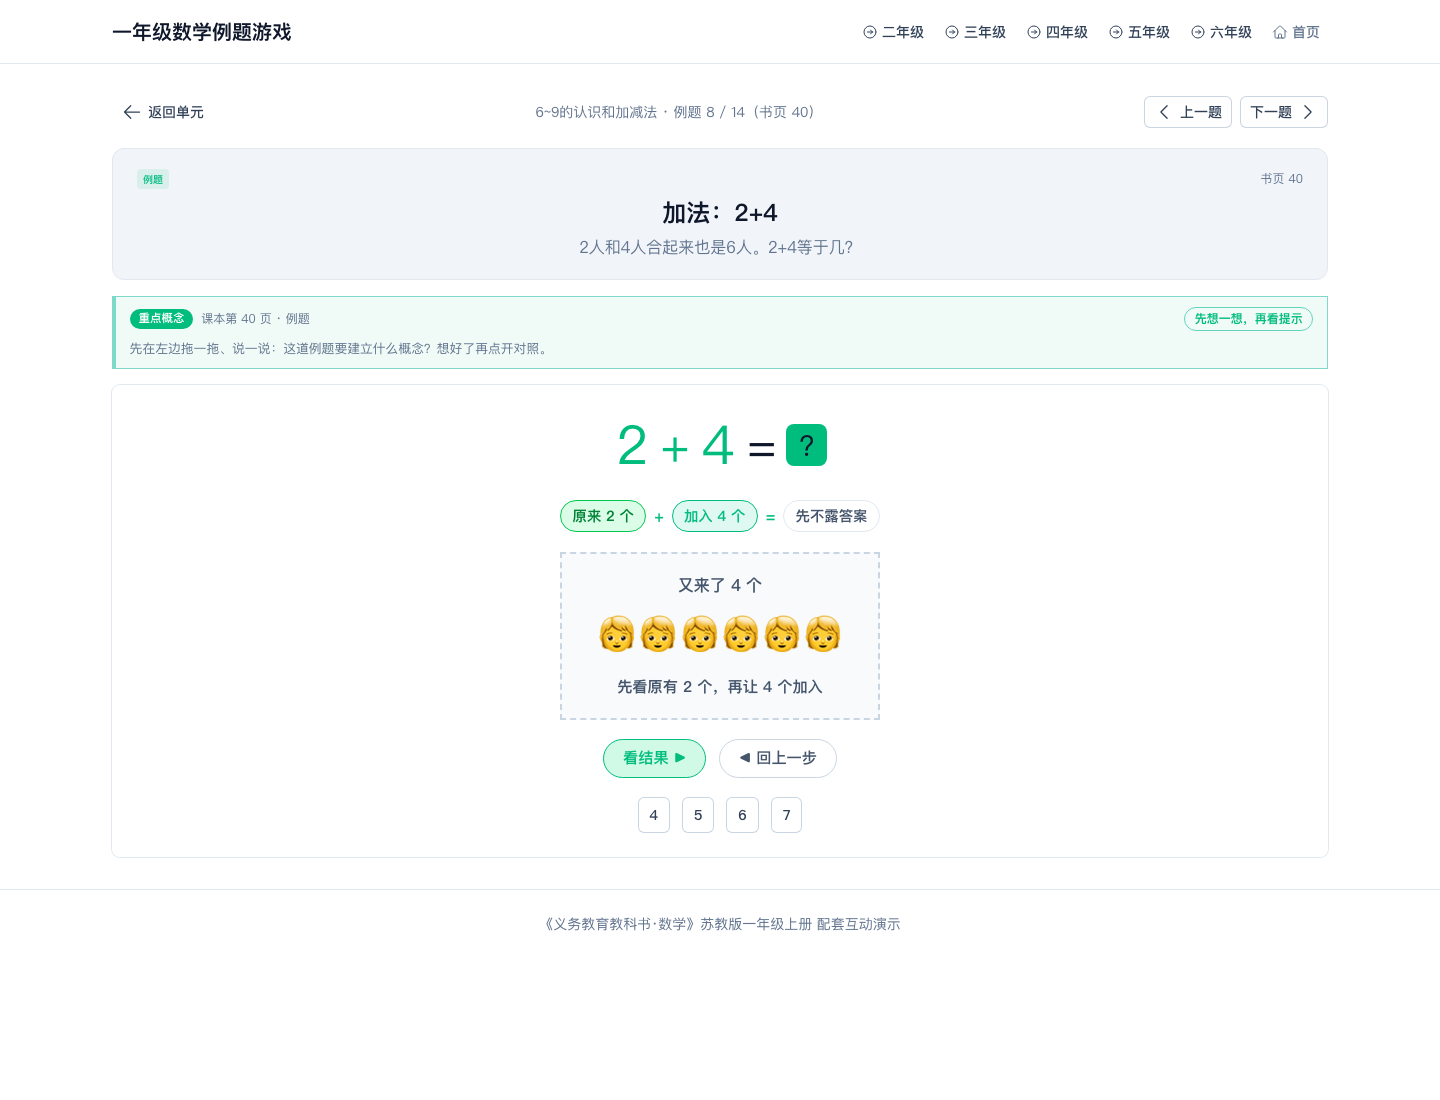 一年级数学例题游戏
二年级 三年级 四年级 五年级 六年级 首页
返回单元
6~9的认识和加减法 · 例题 8 / 14（书页 40）
上一题 下一题
例题
书页 40
加法：2+4
2人和4人合起来也是6人。2+4等于几？
重点概念 课本第 40 页 · 例题
先想一想，再看提示
先在左边拖一拖、说一说：这道例题要建立什么概念？想好了再点开对照。
2 + 4 = ?
原来 2 个 + 加入 4 个 = 先不露答案
又来了 4 个
先看原有 2 个，再让 4 个加入
看结果 ▶ ◀ 回上一步
4 5 6 7
《义务教育教科书·数学》苏教版一年级上册 配套互动演示